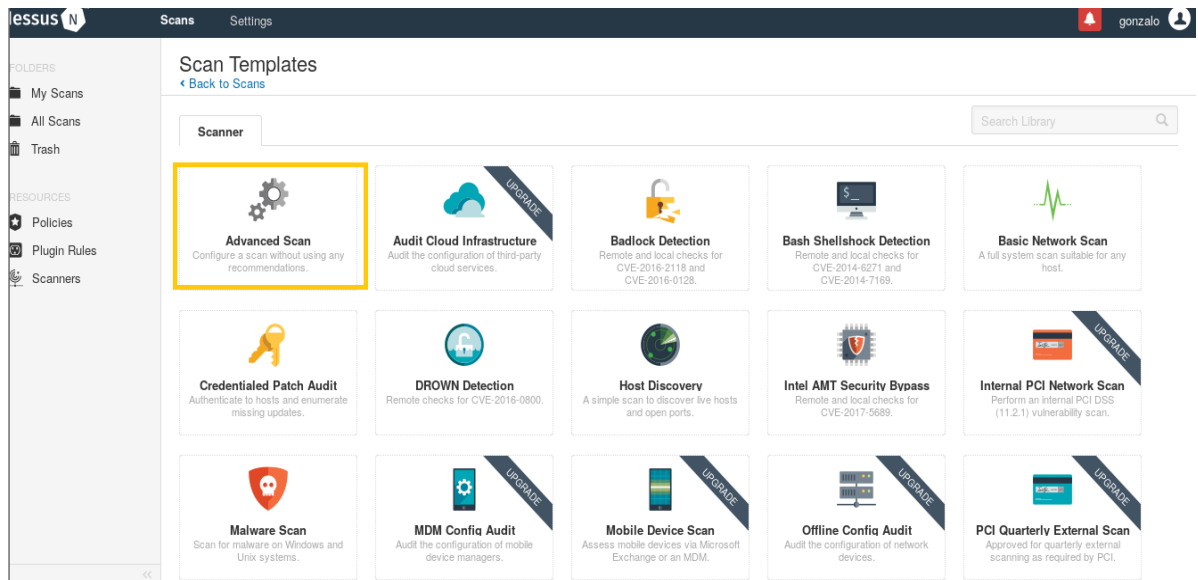 lessus N
Scans
Settings
gonzalo
FOLDERS
My Scans
All Scans
Trash
RESOURCES
Policies
Plugin Rules
Scanners
Scan Templates
Back to Scans
Scanner
Search Library
Advanced Scan
Configure a scan without using any
recommendations.
UPGRADE
Audit Cloud Infrastructure
Audit the configuration of third-party
cloud services.
Badlock Detection
Remote and local checks for
CVE-2016-2118 and
CVE-2016-0128.
$_
Bash Shellshock Detection
Remote and local checks for
CVE-2014-6271 and
CVE-2014-7169.
Basic Network Scan
A full system scan suitable for any
host.
Credentialed Patch Audit
Authenticate to hosts and enumerate
missing updates.
DROWN Detection
Remote checks for CVE-2016-0800.
Host Discovery
A simple scan to discover live hosts
and open ports.
Intel AMT Security Bypass
Remote and local checks for
CVE-2017-5689.
UPGRADE
Internal PCI Network Scan
Perform an internal PCI DSS
(11.2.1) vulnerability scan.
Malware Scan
Scan for malware on Windows and
Unix systems.
UPGRADE
MDM Config Audit
Audit the configuration of mobile
device managers.
UPGRADE
Mobile Device Scan
Assess mobile devices via Microsoft
Exchange or an MDM.
UPGRADE
Offline Config Audit
Audit the configuration of network
devices.
UPGRADE
PCI Quarterly External Scan
Approved for quarterly external
scanning as required by PCI.